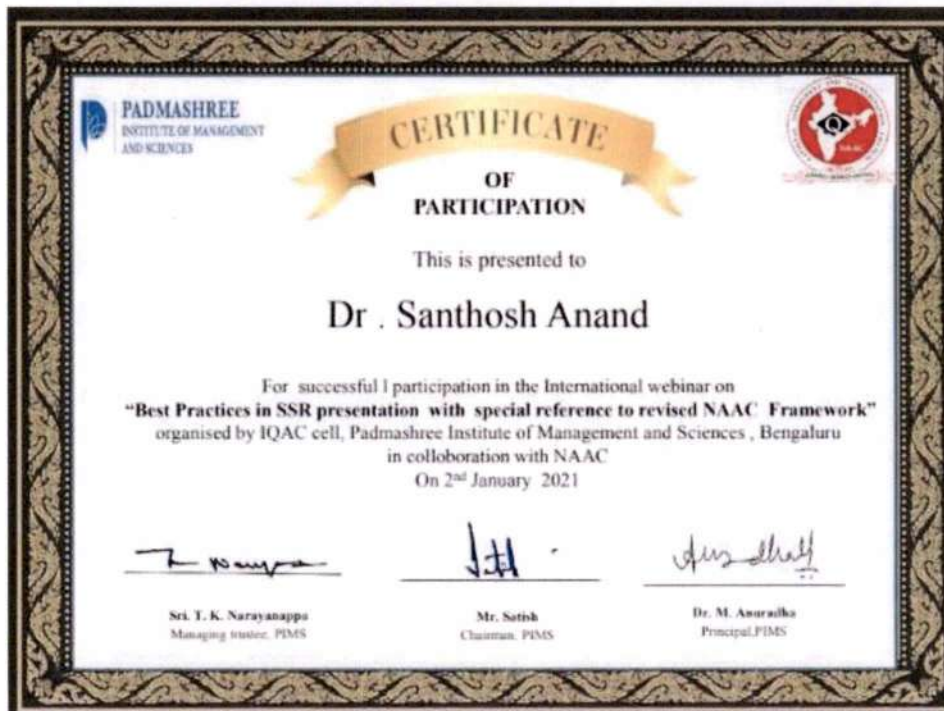 PADMASHREE
INSTITUTE OF MANAGEMENT
AND SCIENCES
CERTIFICATE
OF
PARTICIPATION
This is presented to
Dr . Santhosh Anand
For successful l participation in the International webinar on
“Best Practices in SSR presentation with special reference to revised NAAC Framework”
organised by IQAC cell, Padmashree Institute of Management and Sciences , Bengaluru
in colloboration with NAAC
On 2nd January 2021
Sri. T. K. Narayanappa
Managing trustee, PIMS
Mr. Satish
Chairman, PIMS
Dr. M. Anuradha
Principal,PIMS